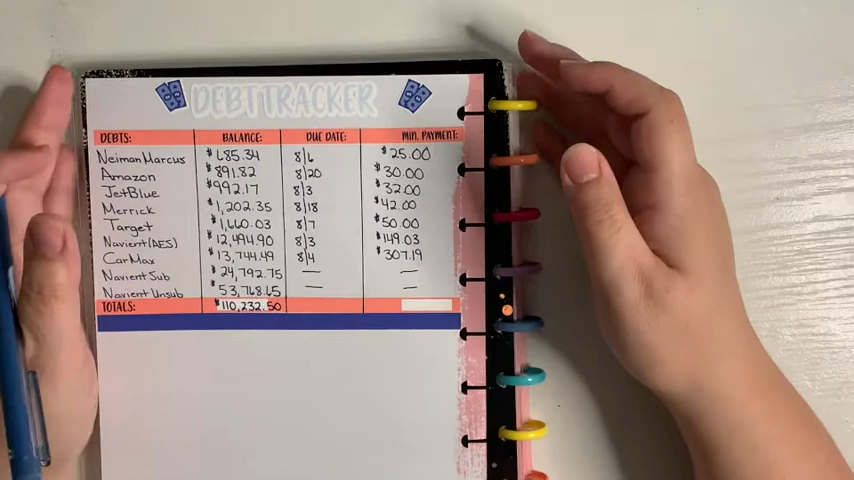 DEBT TRACKER
DEBTS: BALANCE: DUE DATE: MIN. PAYMENT:
Neiman Marcus $685.34 8/6 $25.00
Amazon $891.82 8/20 $30.00
JetBlue $992.17 8/3 $32.00
Merrick $1,202.35 8/18 $42.00
Target $1,660.03 8/7 $50.00
Navient (AES) $12,494.90 8/3 $149.03
CarMax $13,744.49 8/4 $307.19
Navient Sub $24,792.75 — —
Navient Unsub $53,768.65 — —
TOTALS: $110,232.50